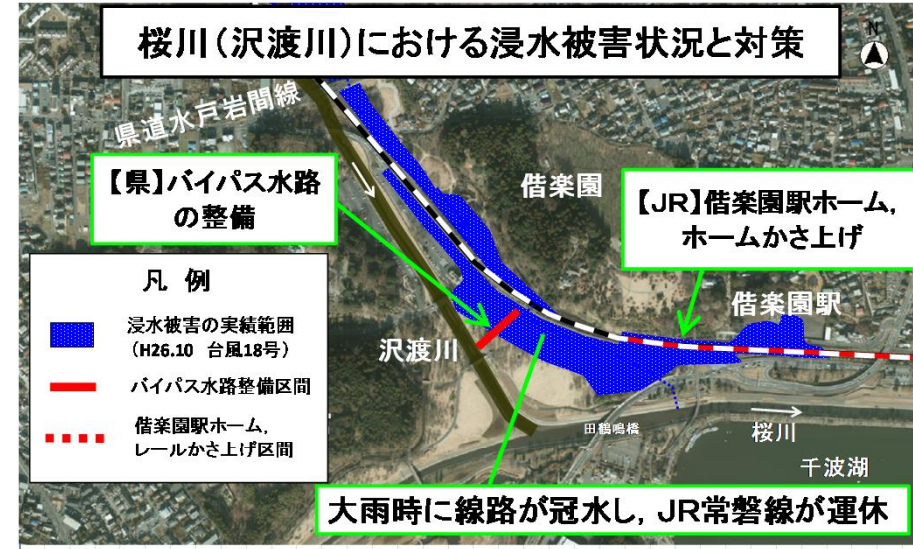 桜川(沢渡川)における浸水被害状況と対策
N
県道水戸岩間線
【県】バイパス水路
の整備
偕楽園
【JR】偕楽園駅ホーム,
ホームかさ上げ
凡 例
浸水被害の実績範囲
(H26.10 台風18号)
バイパス水路整備区間
偕楽園駅ホーム,
レールかさ上げ区間
偕楽園駅
沢渡川
田鶴鳴橋
桜川
千波湖
大雨時に線路が冠水し, JR常磐線が運休